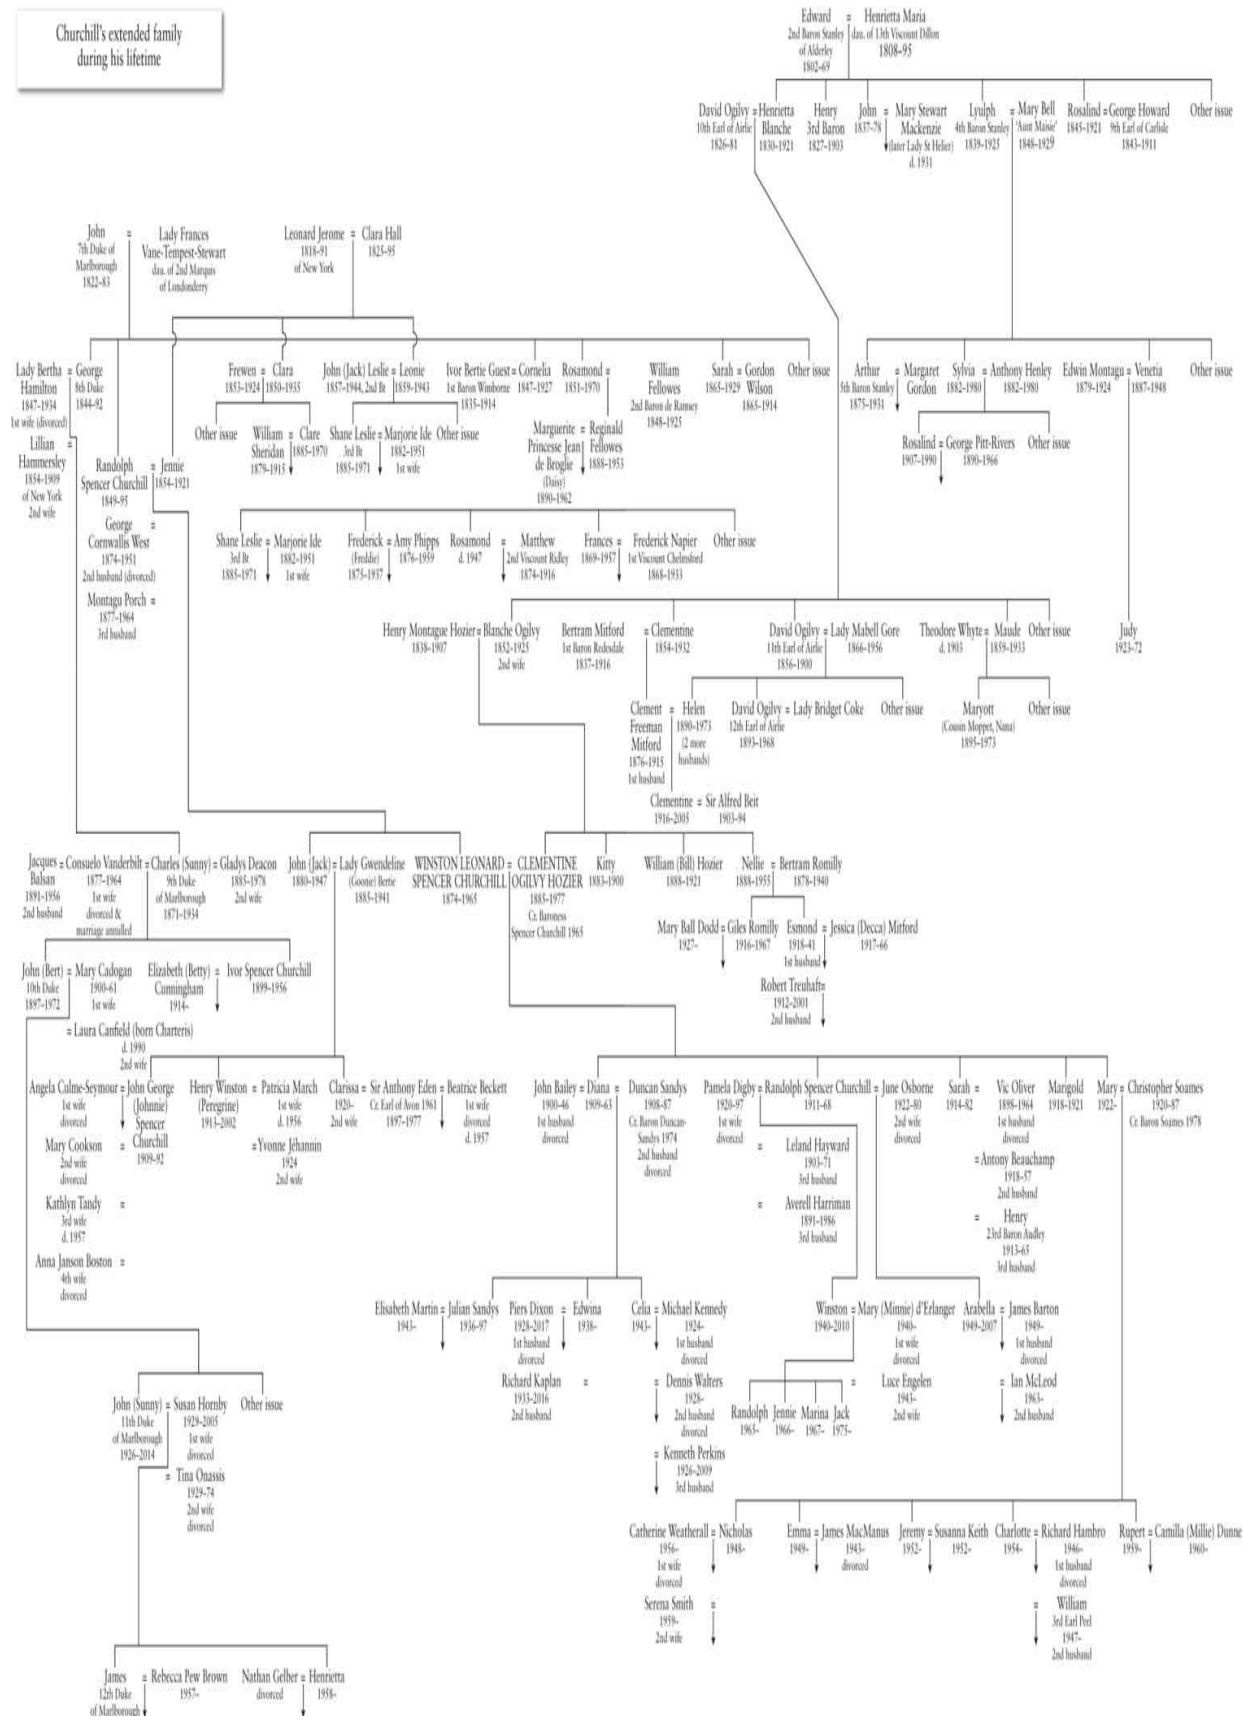 Churchill's extended family
during his lifetime
Edward = Henrietta Maria
2nd Baron Stanley dau. of 13th Viscount Dillon
of Alderley 1808–95
1802–69
David Ogilvy = Henrietta Henry John = Mary Stewart Lyulph = Mary Bell Rosalind = George Howard Other issue
10th Earl of Airlie Blanche 3rd Baron 1837–78 Mackenzie 4th Baron Stanley 'Aunt Maisie' 1845–1921 9th Earl of Carlisle
1826–81 1830–1921 1827–1903 (later Lady St Helier) 1839–1925 1848–1929 1843–1911
d. 1931
John = Lady Frances Leonard Jerome = Clara Hall
7th Duke of Vane-Tempest-Stewart 1818–91 1825–95
Marlborough dau. of 2nd Marquis of New York
1822–83 of Londonderry
Lady Bertha = George Frewen = Clara John (Jack) Leslie = Leonie Ivor Bertie Guest = Cornelia Rosamond = William Sarah = Gordon Other issue Arthur = Margaret Sylvia = Anthony Henley Edwin Montagu = Venetia Other issue
Hamilton 8th Duke 1853–1924 1850–1935 1857–1944, 2nd Bt 1859–1943 1st Baron Wimborne 1847–1927 1851–1970 Fellowes 1865–1929 Wilson 5th Baron Stanley Gordon 1882–1980 1882–1980 1879–1924 1887–1948
1847–1934 1844–92 1835–1914 2nd Baron de Ramsey 1865–1914 1875–1931
1st wife (divorced) 1848–1925
Other issue William = Clare Shane Leslie = Marjorie Ide Other issue Marguerite = Reginald
Lillian = Sheridan 1885–1970 3rd Bt 1882–1951 Princesse Jean Fellowes Rosalind = George Pitt-Rivers Other issue
Hammersley 1879–1915 1885–1971 1st wife de Broglie 1888–1953 1907–1990 1890–1966
1854–1909 (Daisy)
of New York 1890–1962
2nd wife
Randolph = Jennie
Spencer Churchill 1854–1921
1849–95
George =
Cornwallis West
1874–1951
2nd husband (divorced)
Montagu Porch =
1877–1964
3rd husband
Shane Leslie = Marjorie Ide Frederick = Amy Phipps Rosamond = Matthew Frances = Frederick Napier Other issue
3rd Bt 1882–1951 (Freddie) 1876–1959 d. 1947 2nd Viscount Ridley 1869–1957 1st Viscount Chelmsford
1885–1971 1st wife 1875–1937 1874–1916 1868–1933
Henry Montague Hozier = Blanche Ogilvy Bertram Mitford = Clementine David Ogilvy = Lady Mabell Gore Theodore Whyte = Maude Other issue Judy
1838–1907 1852–1925 1st Baron Redesdale 1854–1932 11th Earl of Airlie 1866–1956 d. 1903 1859–1933 1923–72
2nd wife 1837–1916 1856–1900
Clement = Helen David Ogilvy = Lady Bridget Coke Other issue Maryott Other issue
Freeman 1890–1973 12th Earl of Airlie (Cousin Moppet, Nana)
Mitford (2 more 1893–1968 1895–1973
1876–1915 husbands)
1st husband
Clementine = Sir Alfred Beit
1916–2005 1903–94
Jacques = Consuelo Vanderbilt = Charles (Sunny) = Gladys Deacon John (Jack) = Lady Gwendeline WINSTON LEONARD = CLEMENTINE Kitty William (Bill) Hozier Nellie = Bertram Romilly
Balsan 1877–1964 9th Duke 1885–1978 1880–1947 (Goonie) Bertie SPENCER CHURCHILL OGILVY HOZIER 1883–1900 1888–1921 1888–1955 1878–1940
1891–1956 1st wife of Marlborough 2nd wife 1885–1941 1874–1965 1885–1977
2nd husband divorced & 1871–1934 Cr. Baroness
marriage annulled Spencer Churchill 1965
Mary Ball Dodd = Giles Romilly Esmond = Jessica (Decca) Mitford
1927– 1916–1967 1918–41 1917–66
1st husband
John (Bert) = Mary Cadogan Elizabeth (Betty) = Ivor Spencer Churchill
10th Duke 1900–61 Cunningham 1899–1956
1897–1972 1st wife 1914–
Robert Treuhaft =
1912–2001
2nd husband
= Laura Canfield (born Charteris)
d. 1990
2nd wife
Angela Culme-Seymour = John George Henry Winston = Patricia March Clarissa = Sir Anthony Eden = Beatrice Beckett John Bailey = Diana = Duncan Sandys Pamela Digby = Randolph Spencer Churchill = June Osborne Sarah = Vic Oliver Marigold Mary = Christopher Soames
1st wife (Johnnie) (Peregrine) 1st wife 1920– Cr. Earl of Avon 1961 1st wife 1900–46 1909–63 1908–87 1920–97 1911–68 1922–80 1914–82 1898–1964 1918–1921 1922– 1920–87
divorced Spencer 1913–2002 d. 1956 2nd wife 1897–1977 divorced 1st husband Cr. Baron Duncan- 1st wife 2nd wife 1st husband Cr. Baron Soames 1978
Churchill d. 1957 divorced Sandys 1974 divorced divorced divorced
1909–92 2nd husband
divorced
Mary Cookson =
2nd wife
divorced
= Yvonne Jéhannin
1924
2nd wife
Kathlyn Tandy =
3rd wife
d. 1957
Anna Janson Boston =
4th wife
divorced
= Leland Hayward
1903–71
3rd husband
= Averell Harriman
1891–1986
3rd husband
= Antony Beauchamp
1918–57
2nd husband
= Henry
23rd Baron Audley
1913–63
3rd husband
Elisabeth Martin = Julian Sandys Piers Dixon = Edwina Celia = Michael Kennedy Winston = Mary (Minnie) d'Erlanger Arabella = James Barton
1943– 1936–97 1928–2017 1938– 1943– 1924– 1940–2010 1940– 1949–2007 1949–
1st husband 1st husband 1st wife 1st husband
divorced divorced divorced divorced
Richard Kaplan = = Dennis Walters = Luce Engelen = Ian McLeod
1933–2016 1928– 1943– 1963–
2nd husband 2nd husband 2nd wife 2nd husband
divorced
Randolph Jennie Marina Jack
1965– 1966– 1967– 1975–
= Kenneth Perkins
1926–2009
3rd husband
John (Sunny) = Susan Hornby Other issue
11th Duke 1929–2005
of Marlborough 1st wife
1926–2014 divorced
= Tina Onassis
1929–74
2nd wife
divorced
Catherine Weatherall = Nicholas Emma = James MacManus Jeremy = Susanna Keith Charlotte = Richard Hambro Rupert = Camilla (Millie) Dunne
1956– 1948– 1949– 1943– 1952– 1952– 1954– 1946– 1959– 1960–
1st wife divorced 1st husband
divorced divorced
Serena Smith = = William
1959– 3rd Earl Peel
2nd wife 1947–
2nd husband
James = Rebecca Pew Brown Nathan Gelber = Henrietta
12th Duke 1957– divorced 1958–
of Marlborough